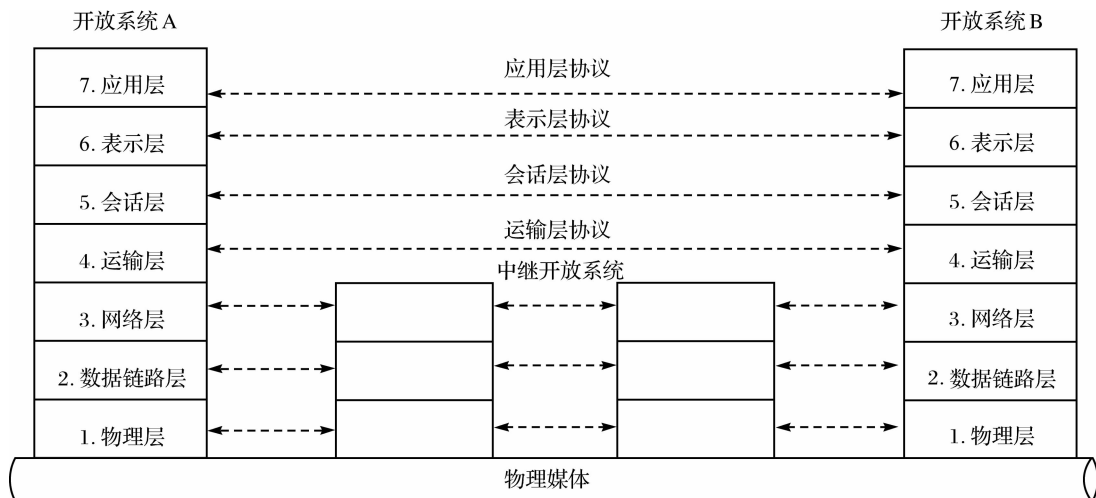 开放系统A
开放系统B
7.应用层
应用层协议
7.应用层
6.表示层
表示层协议
6.表示层
5.会话层
会话层协议
5.会话层
4.运输层
运输层协议
4.运输层
中继开放系统
3.网络层
3.网络层
2.数据链路层
2.数据链路层
1.物理层
1.物理层
物理媒体